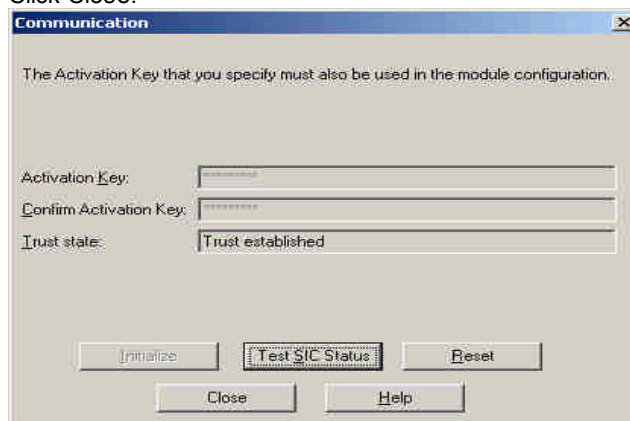 Click Close.
Communication
The Activation Key that you specify must also be used in the module configuration.
Activation Key: *********
Confirm Activation Key: *********
Trust state: Trust established
Initialize Test SIC Status Reset
Close Help